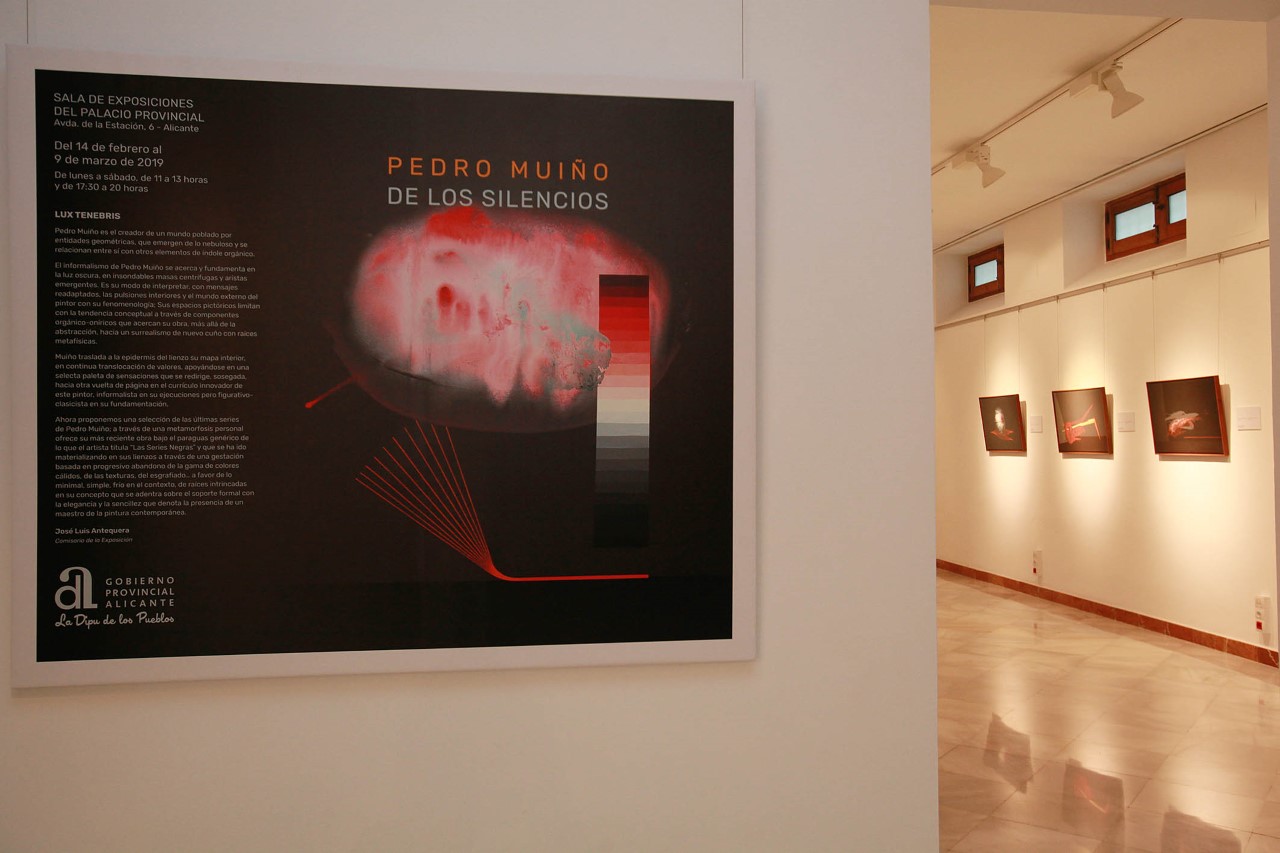 SALA DE EXPOSICIONES
DEL PALACIO PROVINCIAL
Avda. de la Estación, 6 - Alicante
Del 14 de febrero al
9 de marzo de 2019
De lunes a sábado, de 11 a 13 horas
y de 17:30 a 20 horas
LUX TENEBRIS
Pedro Muiño es el creador de un mundo poblado por
entidades geométricas, que emergen de lo nebuloso y se
relacionan entre sí con otros elementos de índole orgánico.
El informalismo de Pedro Muiño se acerca y fundamenta en
la luz oscura, en insondables masas centrífugas y aristas
emergentes. Es su modo de interpretar, con mensajes
readaptados, las pulsiones interiores y el mundo externo del
pintor con su fenomenología; Sus espacios pictóricos limitan
con la tendencia conceptual a través de componentes
orgánico-oníricos que acercan su obra, más allá de la
abstracción, hacia un surrealismo de nuevo cuño con raíces
metafísicas.
Muiño traslada a la epidermis del lienzo su mapa interior,
en continua translocación de valores, apoyándose en una
selecta paleta de sensaciones que se redirige, sosegada,
hacia otra vuelta de página en el currículo innovador de
este pintor, informalista en su ejecuciones pero figurativo-
clasicista en su fundamentación.
Ahora proponemos una selección de las últimas series
de Pedro Muiño; a través de una metamorfosis personal
ofrece su más reciente obra bajo el paraguas genérico de
lo que el artista titula "Las Series Negras" y que se ha ido
materializando en sus lienzos a través de una gestación
basada en progresivo abandono de la gama de colores
cálidos, de las texturas, del esgrafiado... a favor de lo
minimal, simple, frío en el contexto, de raíces intrincadas
en su concepto que se adentra sobre el soporte formal con
la elegancia y la sencillez que denota la presencia de un
maestro de la pintura contemporánea.
José Luis Antequera
Comisario de la Exposición
GOBIERNO
PROVINCIAL
ALICANTE
La Dipu de los Pueblos
PEDRO MUIÑO
DE LOS SILENCIOS